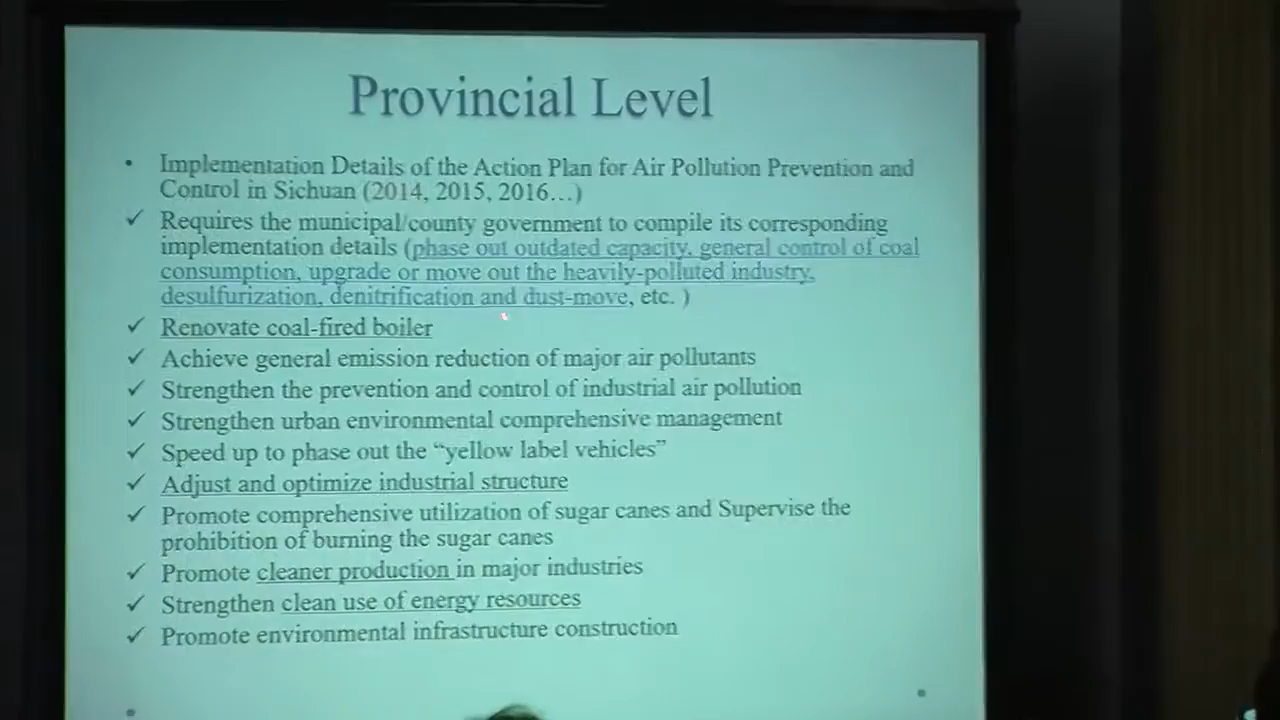 Provincial Level
• Implementation Details of the Action Plan for Air Pollution Prevention and
Control in Sichuan (2014, 2015, 2016…)
✓ Requires the municipal/county government to compile its corresponding
implementation details (phase out outdated capacity, general control of coal
consumption, upgrade or move out the heavily-polluted industry,
desulfurization, denitrification and dust-move, etc. )
✓ Renovate coal-fired boiler
✓ Achieve general emission reduction of major air pollutants
✓ Strengthen the prevention and control of industrial air pollution
✓ Strengthen urban environmental comprehensive management
✓ Speed up to phase out the “yellow label vehicles”
✓ Adjust and optimize industrial structure
✓ Promote comprehensive utilization of sugar canes and Supervise the
prohibition of burning the sugar canes
✓ Promote cleaner production in major industries
✓ Strengthen clean use of energy resources
✓ Promote environmental infrastructure construction